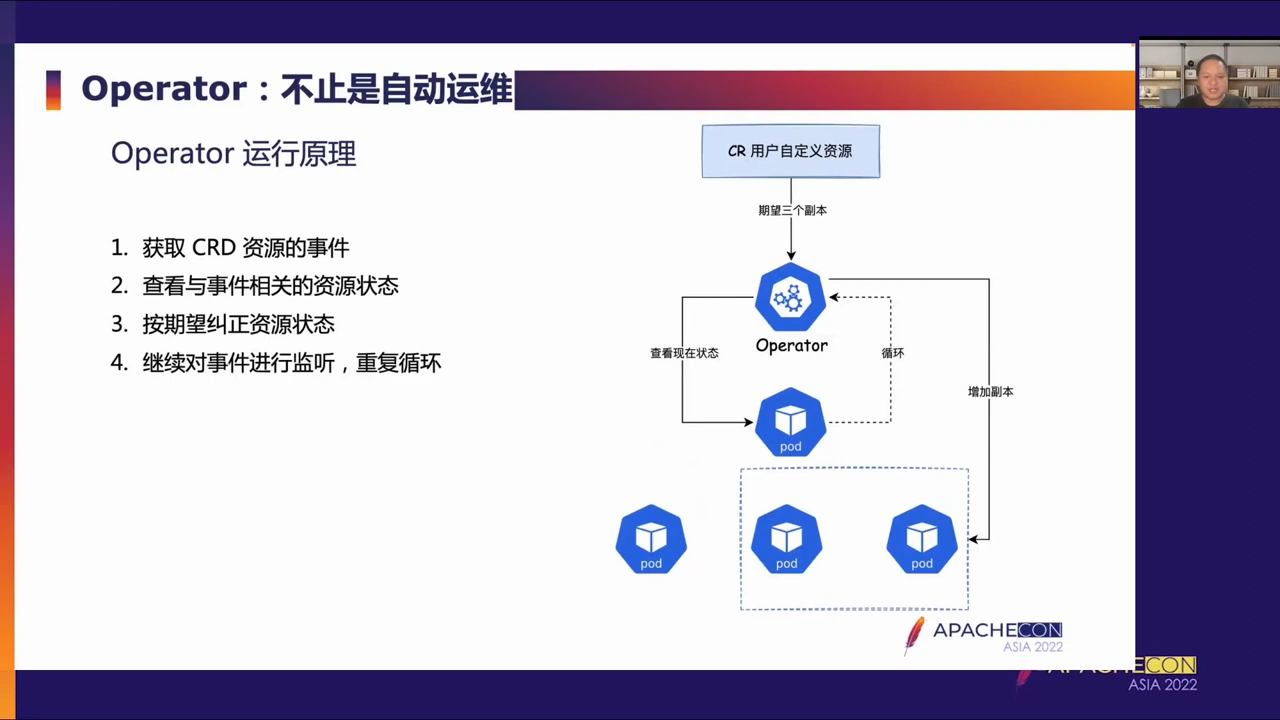 Operator：不止是自动运维
Operator 运行原理
1. 获取 CRD 资源的事件
2. 查看与事件相关的资源状态
3. 按期望纠正资源状态
4. 继续对事件进行监听，重复循环
CR 用户自定义资源
期望三个副本
Operator
查看现在状态
循环
增加副本
pod
pod
pod
pod
APACHECON
ASIA 2022
APACHECON
ASIA 2022